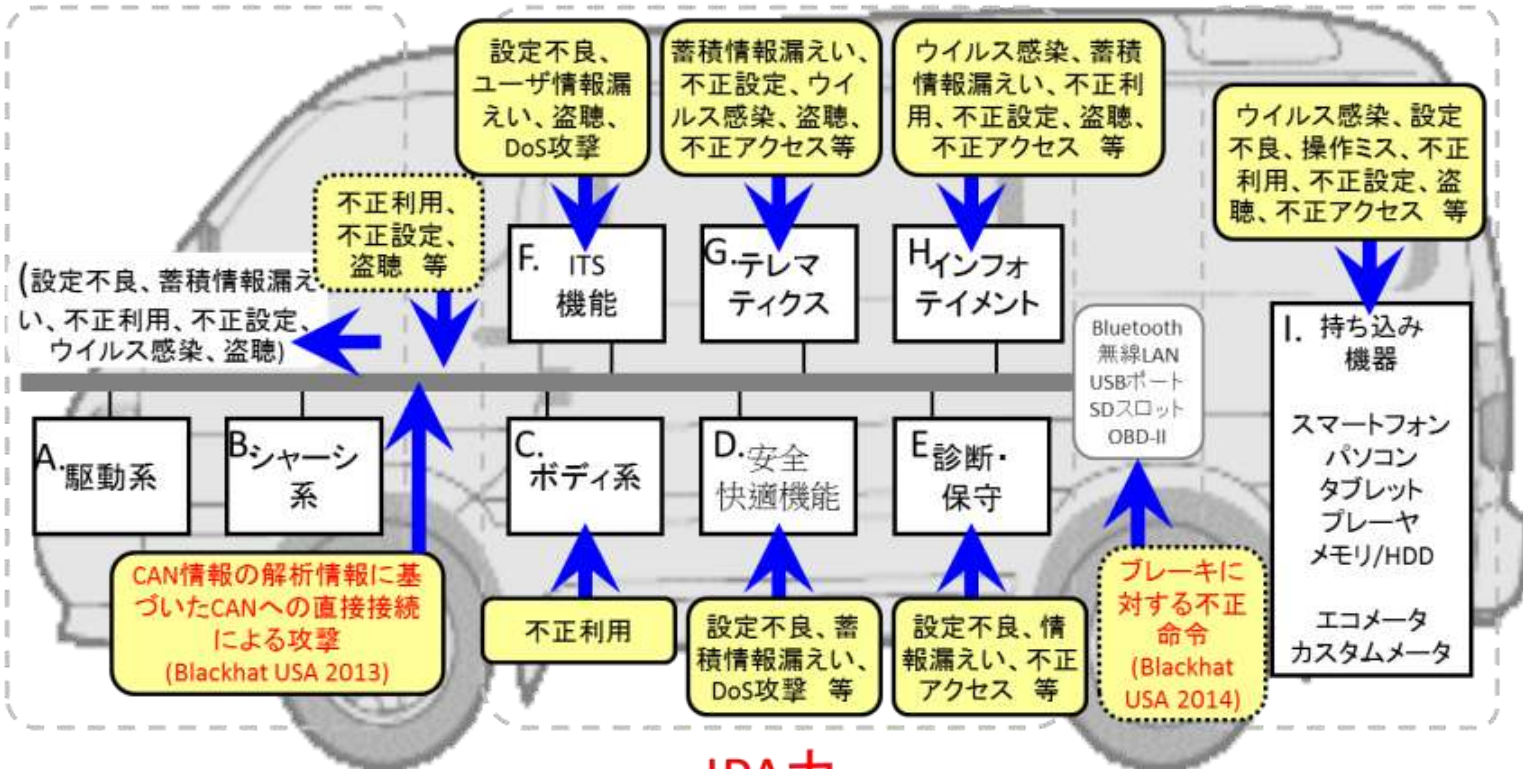 設定不良、
ユーザ情報漏
えい、盗聴、
DoS攻撃
蓄積情報漏えい、
不正設定、ウイ
ルス感染、盗聴、
不正アクセス等
ウイルス感染、蓄積
情報漏えい、不正利
用、不正設定、盗聴、
不正アクセス 等
ウイルス感染、設定
不良、操作ミス、不正
利用、不正設定、盗
聴、不正アクセス 等
不正利用、
不正設定、
盗聴 等
(設定不良、蓄積情報漏え
い、不正利用、不正設定、
ウイルス感染、盗聴)
F. ITS
機能
G.テレマ
ティクス
H.インフォ
テイメント
Bluetooth
無線LAN
USBポート
SDスロット
OBD-II
I. 持ち込み
機器
スマートフォン
パソコン
タブレット
プレーヤ
メモリ/HDD
エコメータ
カスタムメータ
A.駆動系
B.シャーシ
系
C.
ボディ系
D.安全
快適機能
E.診断・
保守
CAN情報の解析情報に基
づいたCANへの直接接続
による攻撃
(Blackhat USA 2013)
不正利用
設定不良、蓄
積情報漏えい、
DoS攻撃 等
設定不良、情
報漏えい、不正
アクセス 等
ブレーキに
対する不正
命令
(Blackhat
USA 2014)